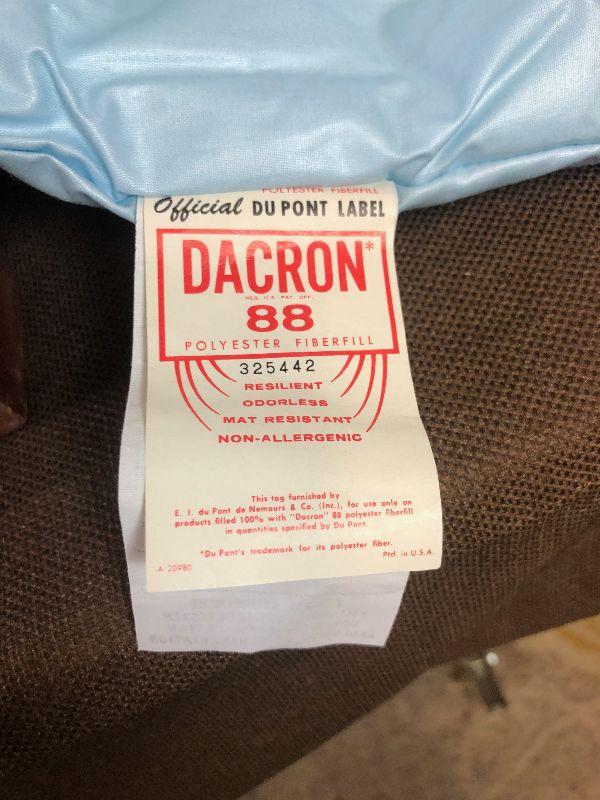 POLYESTER FIBERFILL
Official DU PONT LABEL
DACRON*
REG. U.S. PAT. OFF.
88
POLYESTER FIBERFILL
325442
RESILIENT
ODORLESS
MAT RESISTANT
NON-ALLERGENIC
This tag furnished by
E. I. du Pont de Nemours & Co. (Inc.), for use only on
products filled 100% with "Dacron" 88 polyester fiberfill
in quantities specified by Du Pont.
*Du Pont's trademark for its polyester fiber.
A 20980 Ptd. in U.S.A.